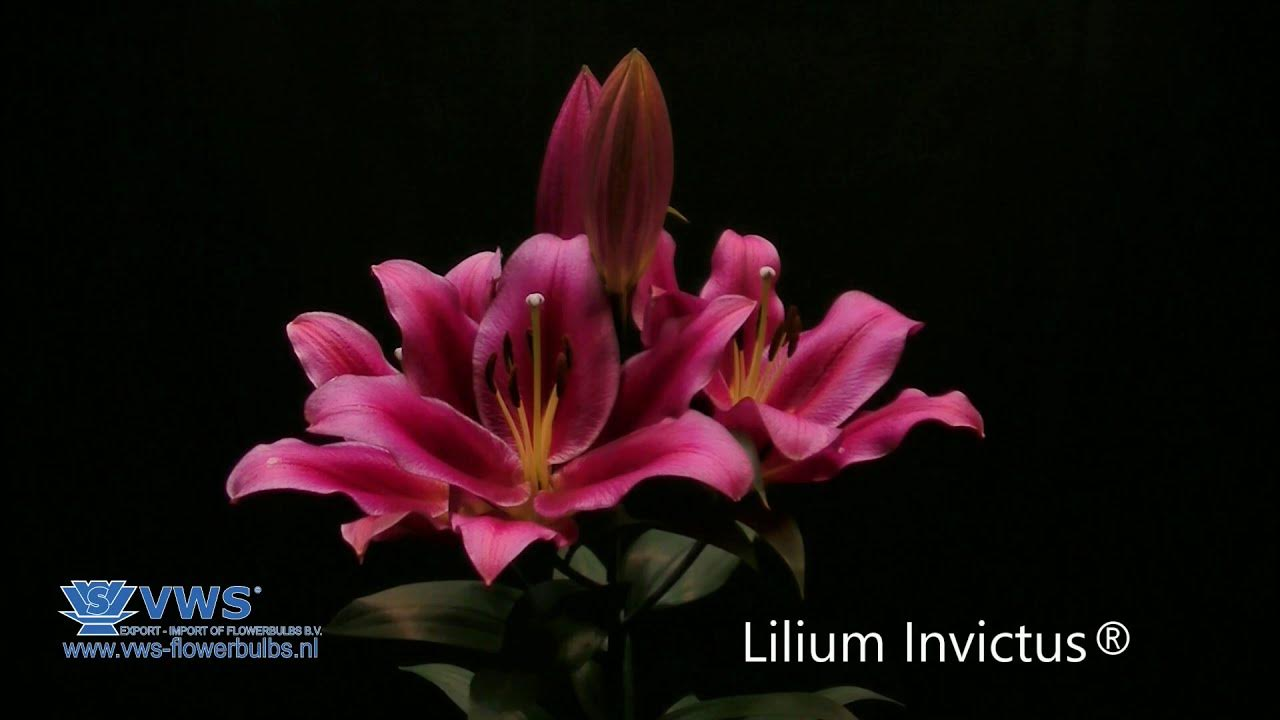 VWS®
EXPORT - IMPORT OF FLOWERBULBS B.V.
www.vws-flowerbulbs.nl
Lilium Invictus®